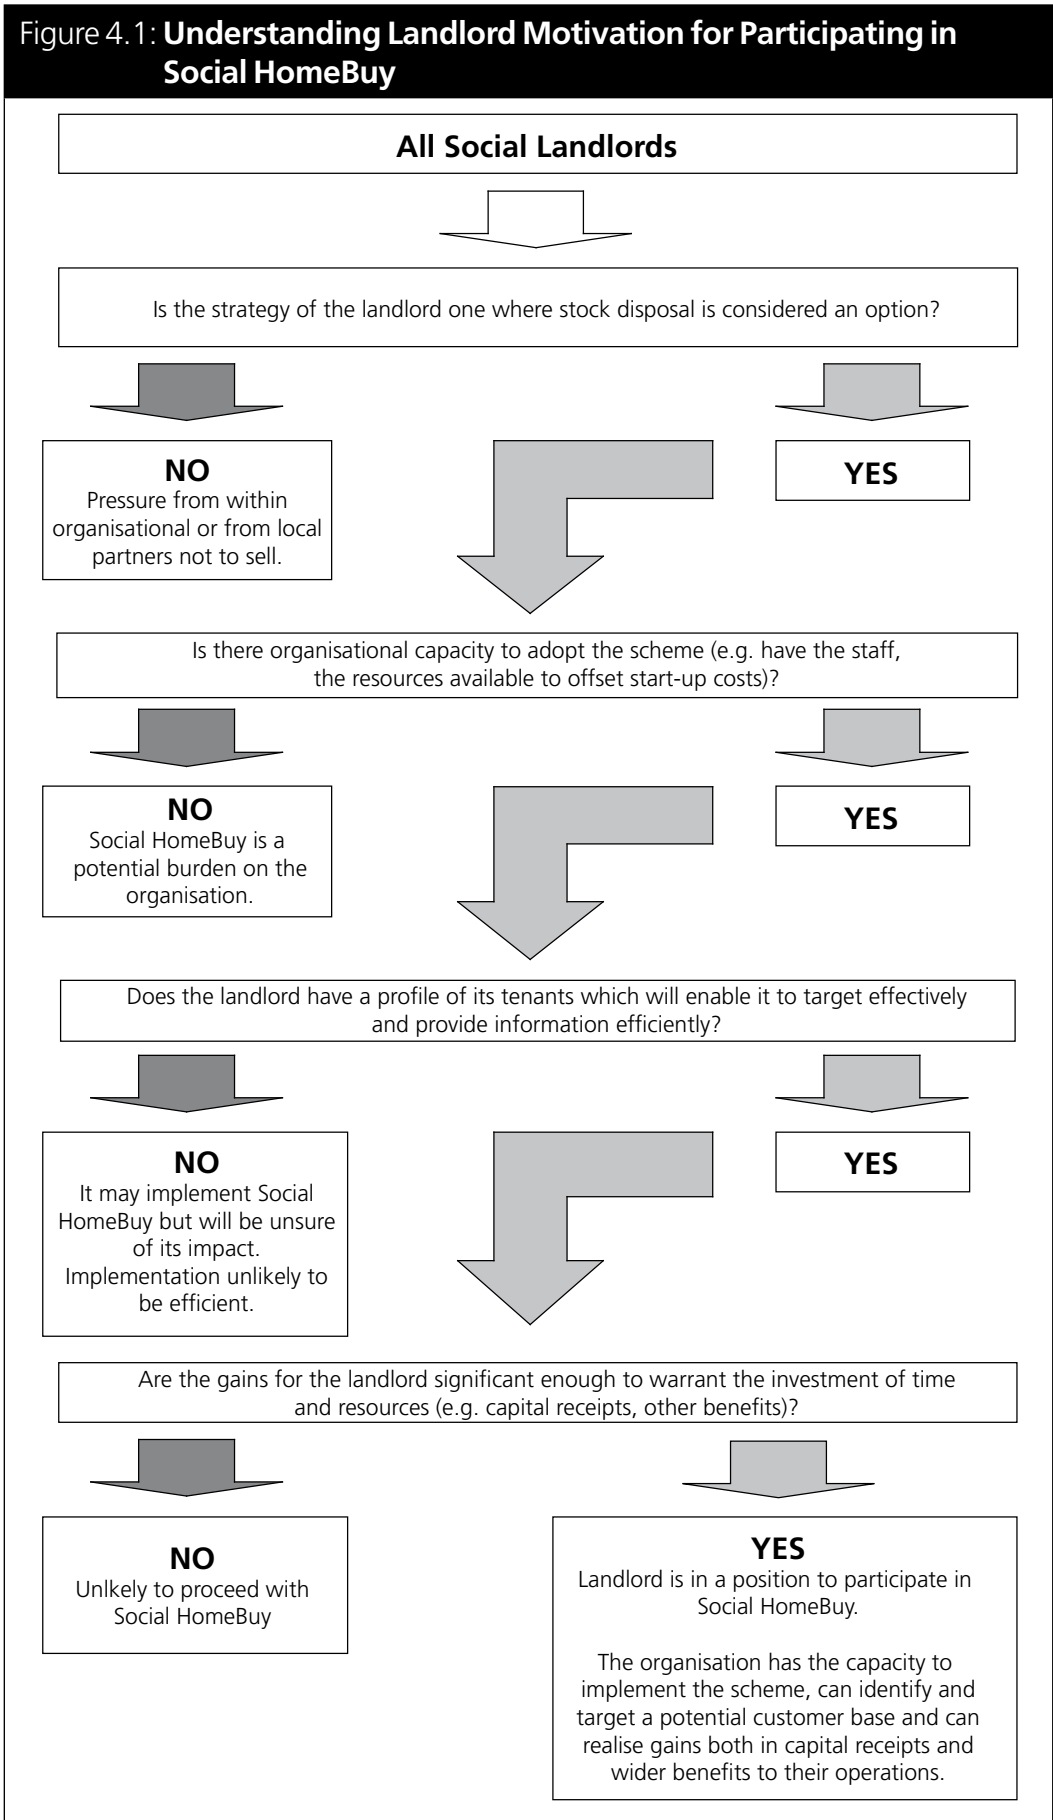 Figure 4.1: Understanding Landlord Motivation for Participating in
Social HomeBuy
All Social Landlords
Is the strategy of the landlord one where stock disposal is considered an option?
NO
Pressure from within
organisational or from local
partners not to sell.
YES
Is there organisational capacity to adopt the scheme (e.g. have the staff,
the resources available to offset start-up costs)?
NO
Social HomeBuy is a
potential burden on the
organisation.
YES
Does the landlord have a profile of its tenants which will enable it to target effectively
and provide information efficiently?
NO
It may implement Social
HomeBuy but will be unsure
of its impact.
Implementation unlikely to
be efficient.
YES
Are the gains for the landlord significant enough to warrant the investment of time
and resources (e.g. capital receipts, other benefits)?
NO
Unlkely to proceed with
Social HomeBuy
YES
Landlord is in a position to participate in
Social HomeBuy.
The organisation has the capacity to
implement the scheme, can identify and
target a potential customer base and can
realise gains both in capital receipts and
wider benefits to their operations.